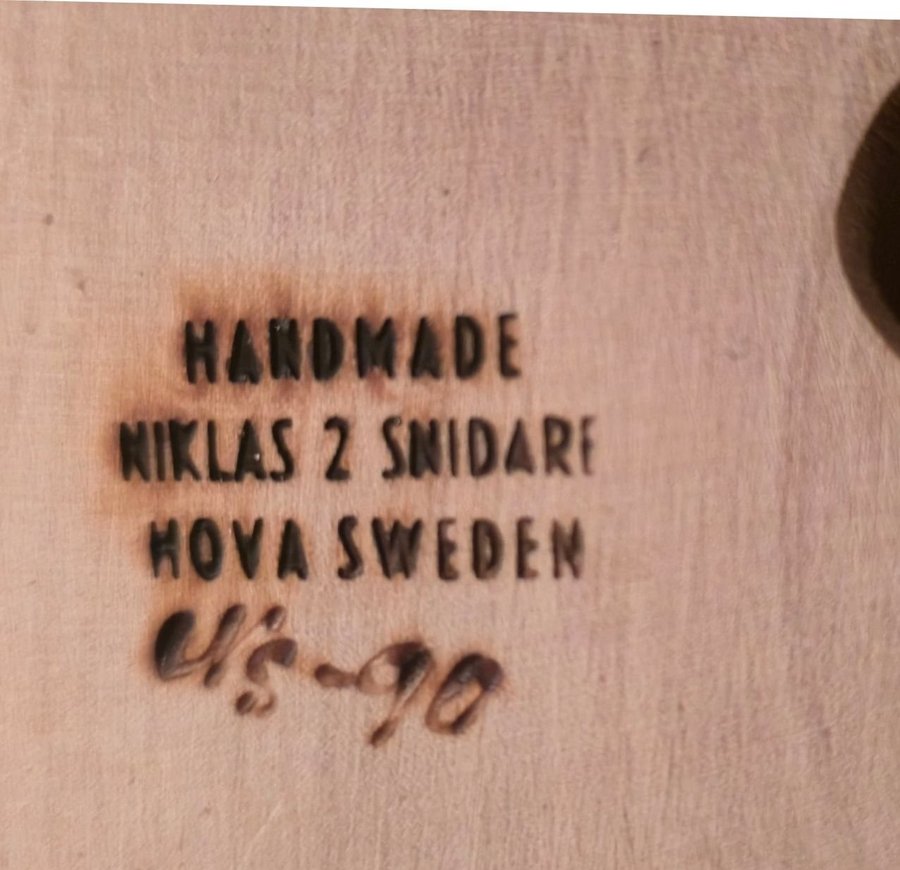 HANDMADE
NIKLAS 2 SNIDARE
HOVA SWEDEN
-90